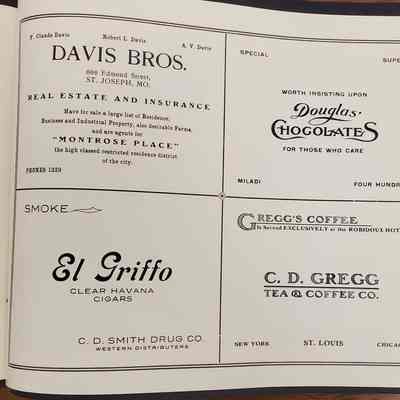 F. Claude Davis Robert L. Davis A. V. Davis
DAVIS BROS.
609 Edmond Street,
ST. JOSEPH, MO.
REAL ESTATE AND INSURANCE
Have for sale a large list of Residence,
Business and Industrial Property, also desirable Farms,
and are agents for
"MONTROSE PLACE"
the high classed restricted residence district
of the city.
PHONES 1229
SPECIAL SUPE
WORTH INSISTING UPON
Douglas
CHOCOLATES
FOR THOSE WHO CARE
MILADI FOUR HUNDR
SMOKE
El Griffo
CLEAR HAVANA
CIGARS
C. D. SMITH DRUG CO.
WESTERN DISTRIBUTERS
GREGG'S COFFEE
Is Served EXCLUSIVELY at the ROBIDOUX HOT
C. D. GREGG
TEA & COFFEE CO.
NEW YORK ST. LOUIS CHICA